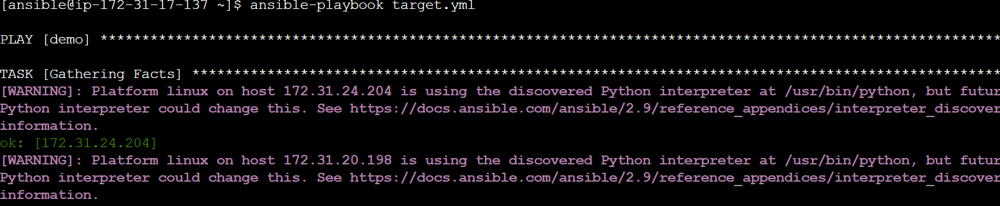 [ansible@ip-172-31-17-137 ~]$ ansible-playbook target.yml
PLAY [demo] *********************************************************************************************************
TASK [Gathering Facts] **********************************************************************************************
[WARNING]: Platform linux on host 172.31.24.204 is using the discovered Python interpreter at /usr/bin/python, but futur
Python interpreter could change this. See https://docs.ansible.com/ansible/2.9/reference_appendices/interpreter_discover
information.
ok: [172.31.24.204]
[WARNING]: Platform linux on host 172.31.20.198 is using the discovered Python interpreter at /usr/bin/python, but futur
Python interpreter could change this. See https://docs.ansible.com/ansible/2.9/reference_appendices/interpreter_discover
information.